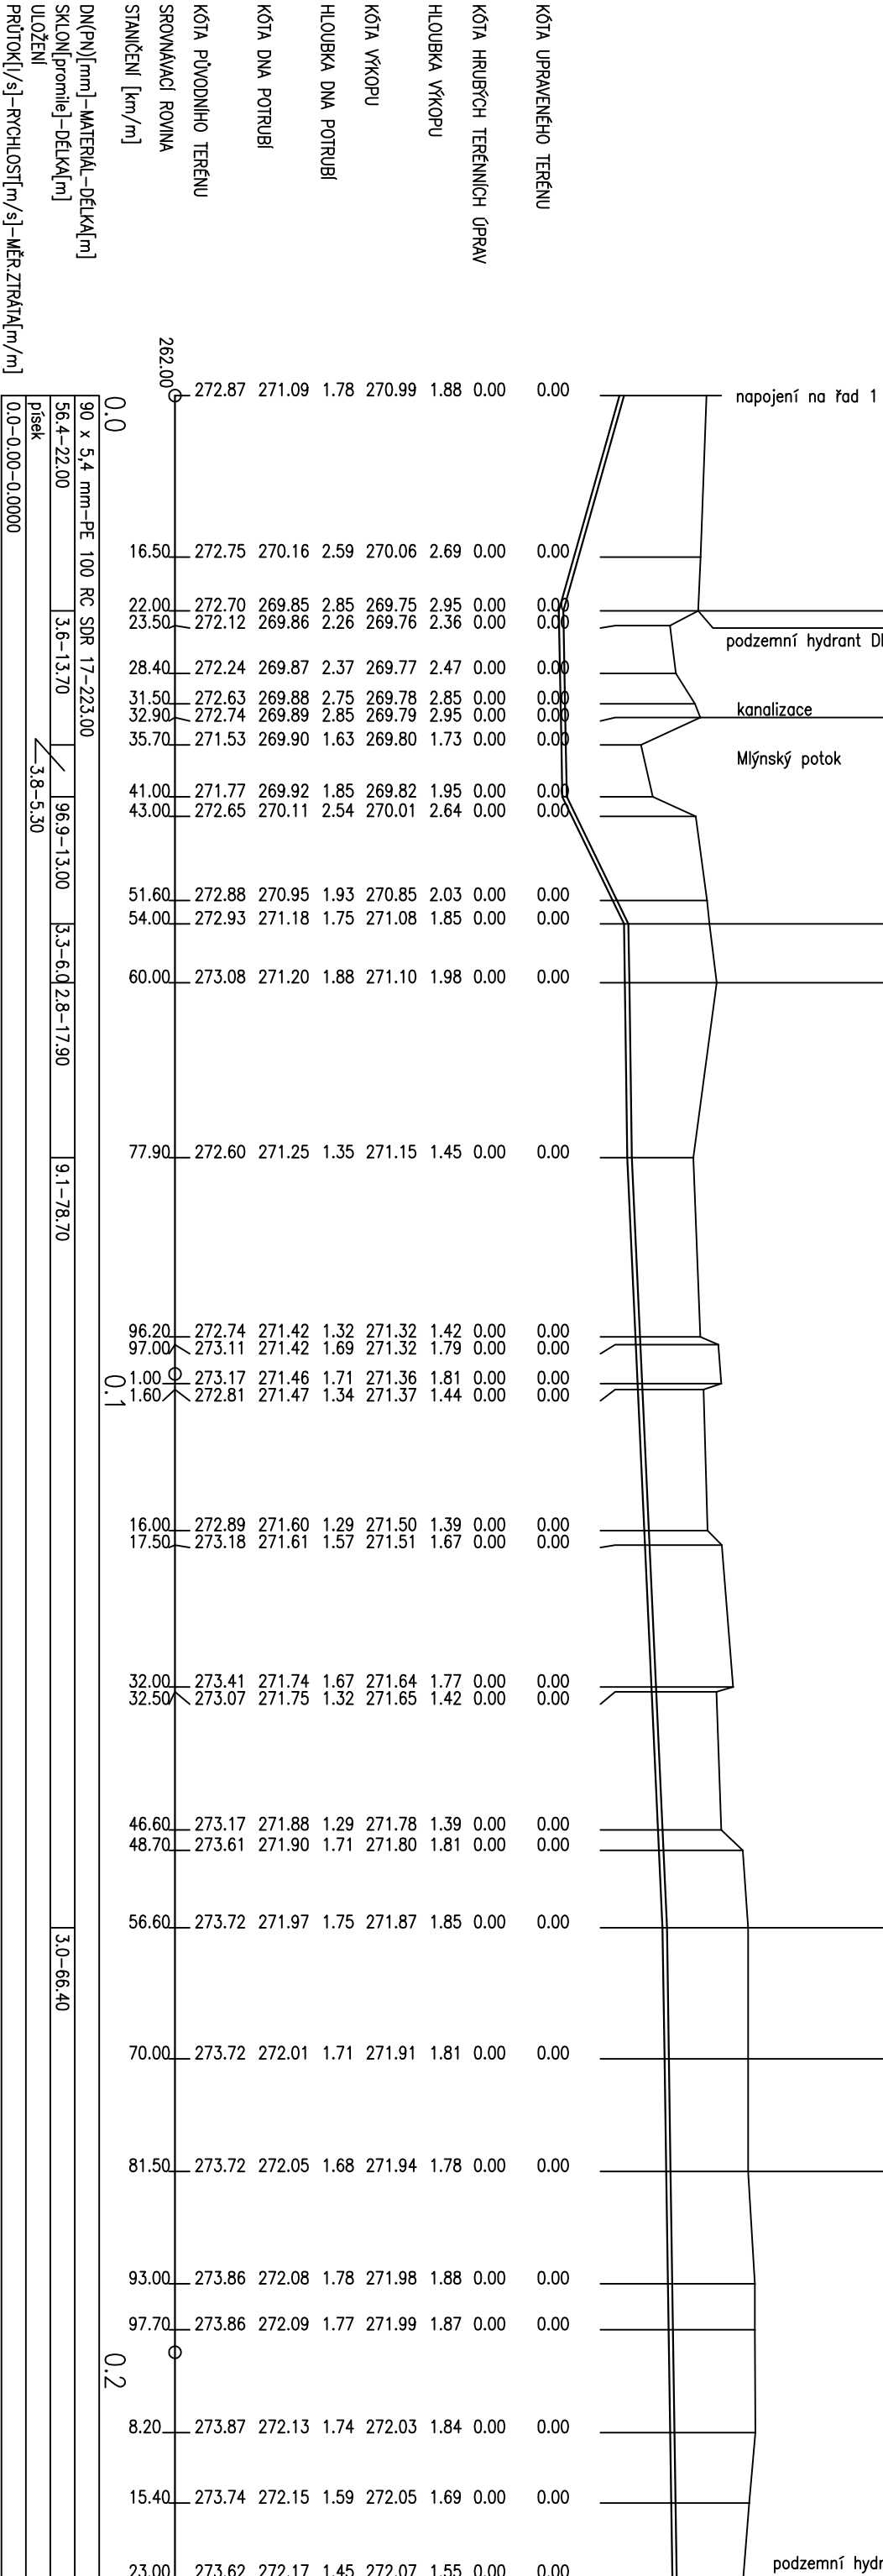 KÓTA UPRAVENÉHO TERÉNU
KÓTA HRUBÝCH TERÉNNÍCH ÚPRAV
HLOUBKA VÝKOPU
KÓTA VÝKOPU
HLOUBKA DNA POTRUBÍ
KÓTA DNA POTRUBÍ
KÓTA PŮVODNÍHO TERÉNU
SROVNÁVACÍ ROVINA
STANIČENÍ [km/m]
DN(PN)[mm]-MATERIÁL-DÉLKA[m]
SKLON[promile]-DÉLKA[m]
ULOŽENÍ
PRŮTOK[l/s]-RYCHLOST[m/s]-MĚR.ZTRÁTA[m/m]
262.00
272.87 271.09 1.78 270.99 1.88 0.00 0.00
16.50 272.75 270.16 2.59 270.06 2.69 0.00 0.00
22.00 272.70 269.85 2.85 269.75 2.95 0.00 0.00
23.50 272.12 269.86 2.26 269.76 2.36 0.00 0.00
28.40 272.24 269.87 2.37 269.77 2.47 0.00 0.00
31.50 272.63 269.88 2.75 269.78 2.85 0.00 0.00
32.90 272.74 269.89 2.85 269.79 2.95 0.00 0.00
35.70 271.53 269.90 1.63 269.80 1.73 0.00 0.00
41.00 271.77 269.92 1.85 269.82 1.95 0.00 0.00
43.00 272.65 270.11 2.54 270.01 2.64 0.00 0.00
51.60 272.88 270.95 1.93 270.85 2.03 0.00 0.00
54.00 272.93 271.18 1.75 271.08 1.85 0.00 0.00
60.00 273.08 271.20 1.88 271.10 1.98 0.00 0.00
77.90 272.60 271.25 1.35 271.15 1.45 0.00 0.00
96.20 272.74 271.42 1.32 271.32 1.42 0.00 0.00
97.00 273.11 271.42 1.69 271.32 1.79 0.00 0.00
1.00 273.17 271.46 1.71 271.36 1.81 0.00 0.00
1.60 272.81 271.47 1.34 271.37 1.44 0.00 0.00
16.00 272.89 271.60 1.29 271.50 1.39 0.00 0.00
17.50 273.18 271.61 1.57 271.51 1.67 0.00 0.00
32.00 273.41 271.74 1.67 271.64 1.77 0.00 0.00
32.50 273.07 271.75 1.32 271.65 1.42 0.00 0.00
46.60 273.17 271.88 1.29 271.78 1.39 0.00 0.00
48.70 273.61 271.90 1.71 271.80 1.81 0.00 0.00
56.60 273.72 271.97 1.75 271.87 1.85 0.00 0.00
70.00 273.72 272.01 1.71 271.91 1.81 0.00 0.00
81.50 273.72 272.05 1.68 271.94 1.78 0.00 0.00
93.00 273.86 272.08 1.78 271.98 1.88 0.00 0.00
97.70 273.86 272.09 1.77 271.99 1.87 0.00 0.00
8.20 273.87 272.13 1.74 272.03 1.84 0.00 0.00
15.40 273.74 272.15 1.59 272.05 1.69 0.00 0.00
23.00 273.62 272.17 1.45 272.07 1.55 0.00 0.00
napojení na řad 1
podzemní hydrant
kanalizace
Mlýnský potok
podzemní hydr
0.0
0.1
0.2
90 x 5,4 mm-PE 100 RC SDR 17-223.00
56.4-22.00
3.6-13.70
3.8-5.30
96.9-13.00
3.3-6.0
2.8-17.90
9.1-78.70
3.0-66.40
písek
0.0-0.00-0.0000